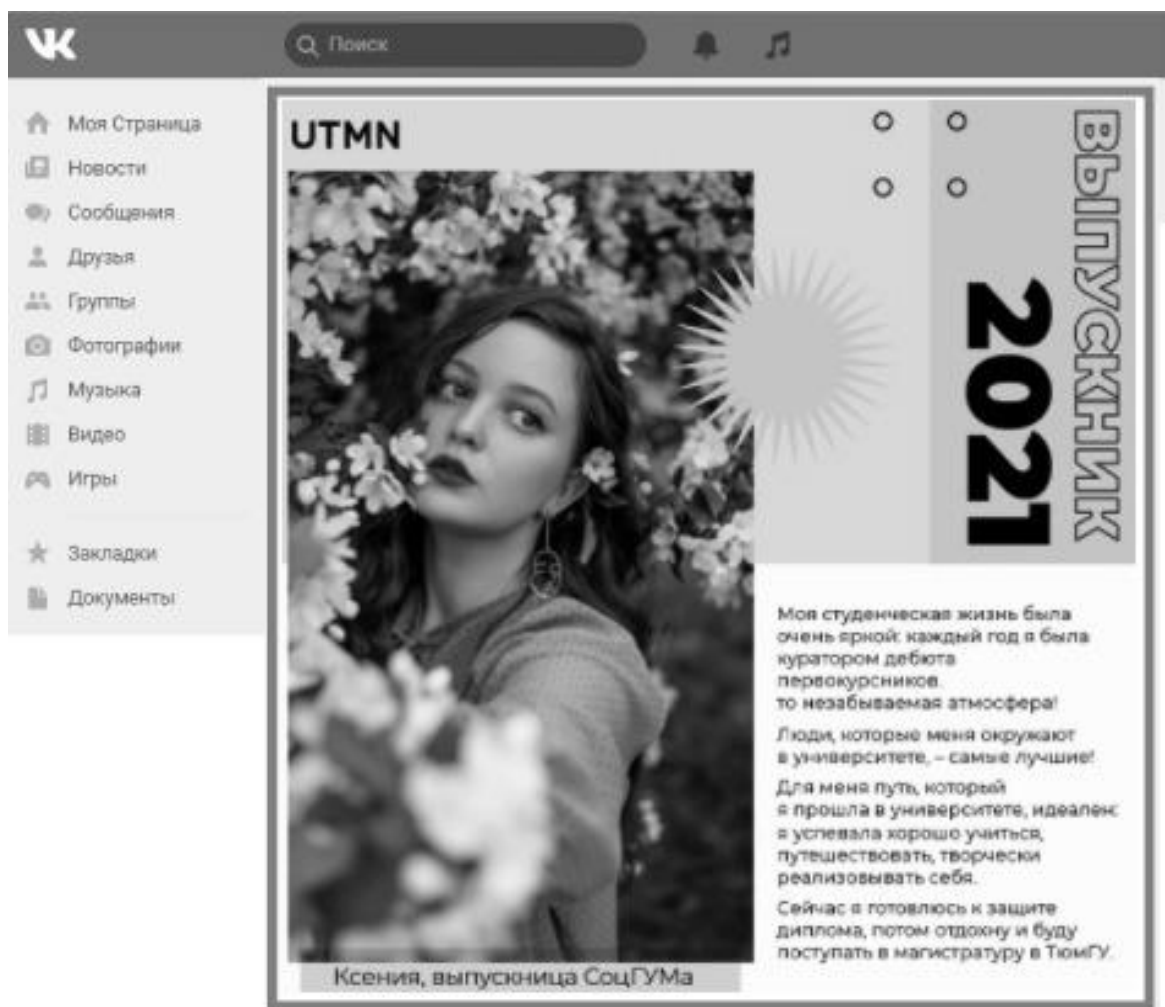 VK
Поиск
Моя Страница
Новости
Сообщения
Друзья
Группы
Фотографии
Музыка
Видео
Игры
Закладки
Документы
UTMN
ВЫПУСКНИК
2021
Моя студенческая жизнь была
очень яркой: каждый год я была
куратором дебюта
первокурсников.
то незабываемая атмосфера!
Люди, которые меня окружают
в университете, – самые лучшие!
Для меня путь, который
я прошла в университете, идеален:
я успевала хорошо учиться,
путешествовать, творчески
реализовывать себя.
Сейчас я готовлюсь к защите
диплома, потом отдохну и буду
поступать в магистратуру в ТюмГУ.
Ксения, выпускница СоцГУМа